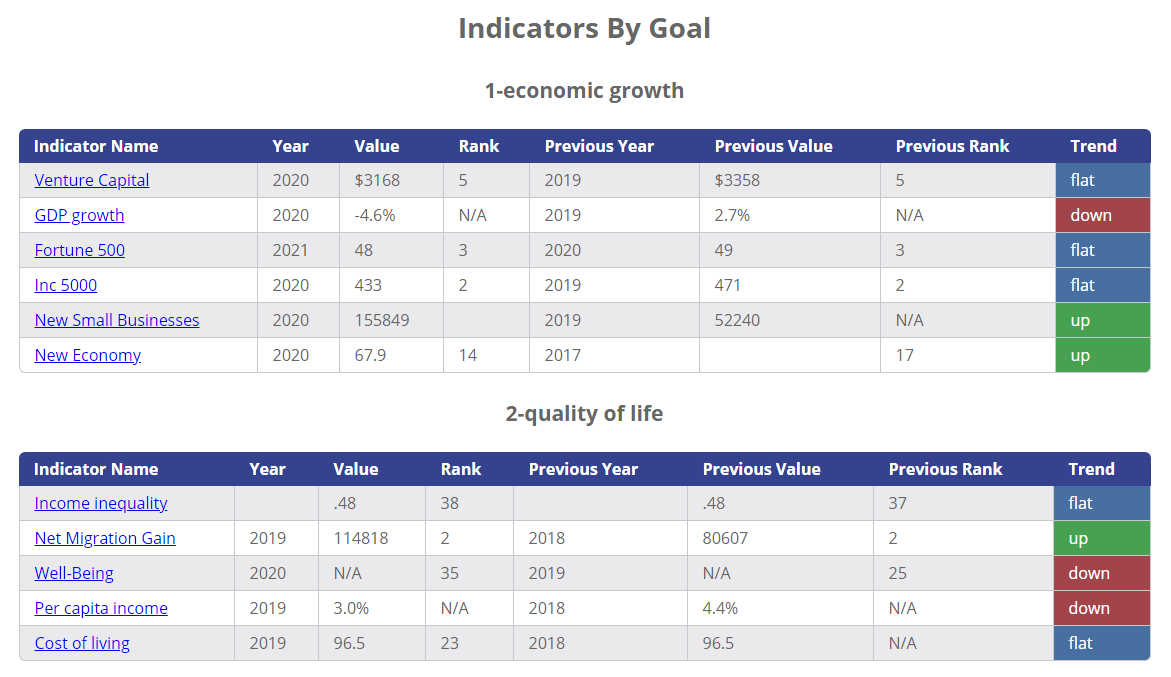 Indicators By Goal
1-economic growth
Indicator Name Year Value Rank Previous Year Previous Value Previous Rank Trend
Venture Capital 2020 $3168 5 2019 $3358 5 flat
GDP growth 2020 -4.6% N/A 2019 2.7% N/A down
Fortune 500 2021 48 3 2020 49 3 flat
Inc 5000 2020 433 2 2019 471 2 flat
New Small Businesses 2020 155849 2019 52240 N/A up
New Economy 2020 67.9 14 2017 17 up
2-quality of life
Indicator Name Year Value Rank Previous Year Previous Value Previous Rank Trend
Income inequality .48 38 .48 37 flat
Net Migration Gain 2019 114818 2 2018 80607 2 up
Well-Being 2020 N/A 35 2019 N/A 25 down
Per capita income 2019 3.0% N/A 2018 4.4% N/A down
Cost of living 2019 96.5 23 2018 96.5 N/A flat